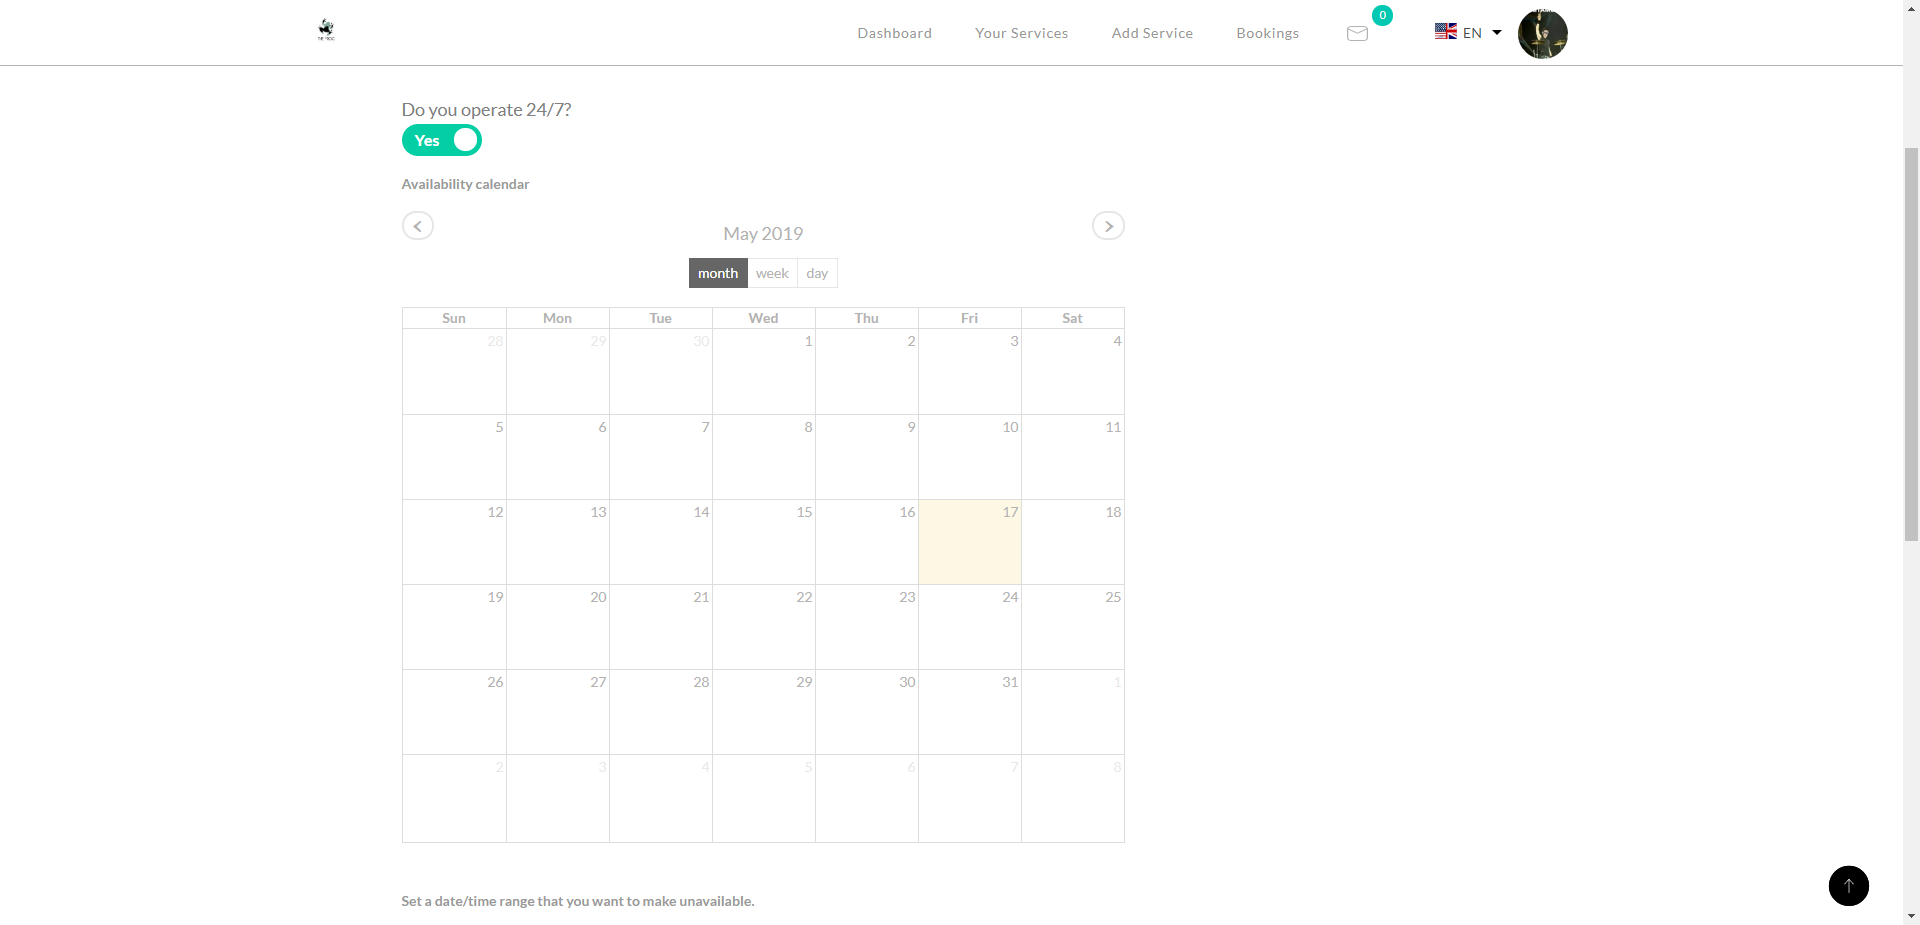 Dashboard Your Services Add Service Bookings 0 EN
Do you operate 24/7?
Yes
Availability calendar
May 2019
month week day
Sun Mon Tue Wed Thu Fri Sat
28 29 30 1 2 3 4
5 6 7 8 9 10 11
12 13 14 15 16 17 18
19 20 21 22 23 24 25
26 27 28 29 30 31 1
2 3 4 5 6 7 8
Set a date/time range that you want to make unavailable.